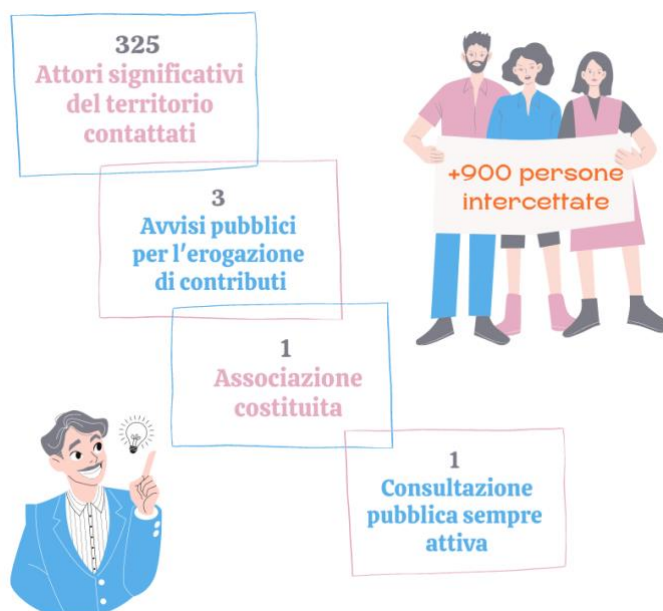 325
Attori significativi
del territorio
contattati
+900 persone
intercettate
3
Avvisi pubblici
per l'erogazione
di contributi
1
Associazione
costituita
1
Consultazione
pubblica sempre
attiva